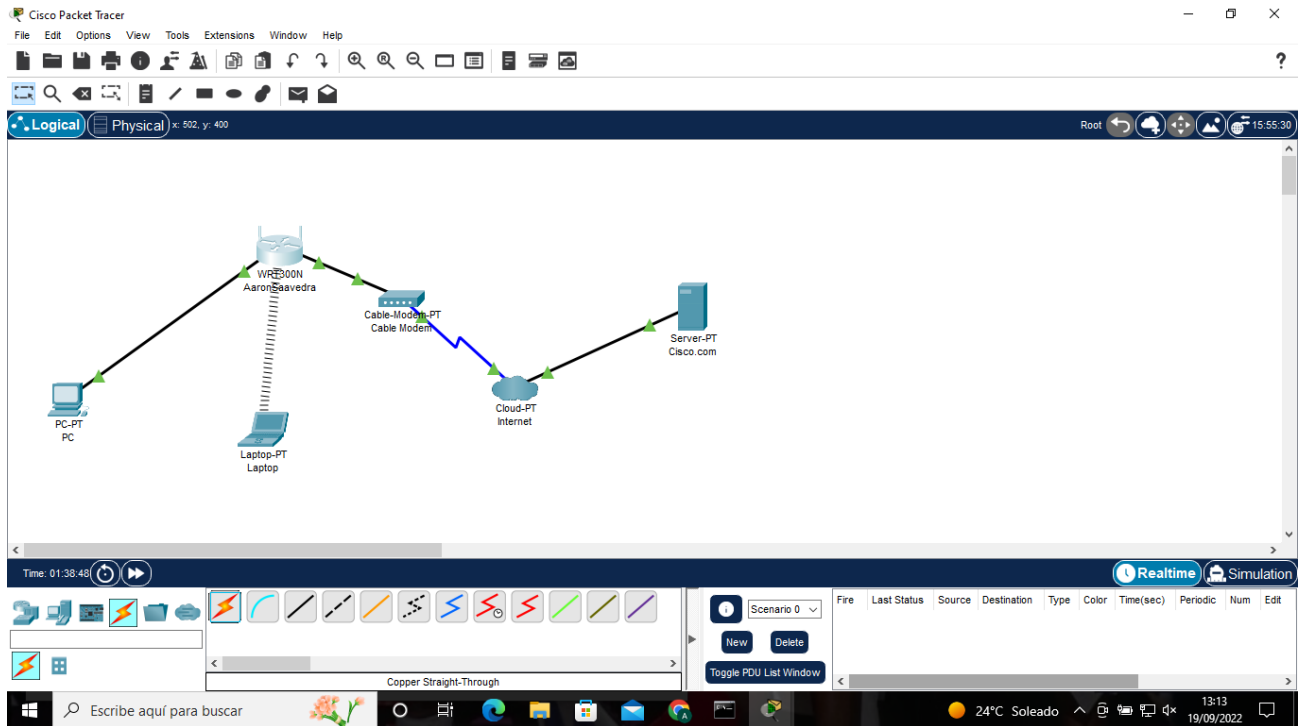 Cisco Packet Tracer
File Edit Options View Tools Extensions Window Help
?
Logical Physical x: 502, y: 400 Root 15:55:30
WRT300N
AaronSaavedra
Cable-Modem-PT
Cable Modem
Server-PT
Cisco.com
PC-PT
PC
Cloud-PT
Internet
Laptop-PT
Laptop
Time: 01:38:48 Realtime Simulation
Scenario 0
New Delete
Toggle PDU List Window
Fire Last Status Source Destination Type Color Time(sec) Periodic Num Edit
Copper Straight-Through
Escribe aquí para buscar
24°C Soleado
13:13
19/09/2022